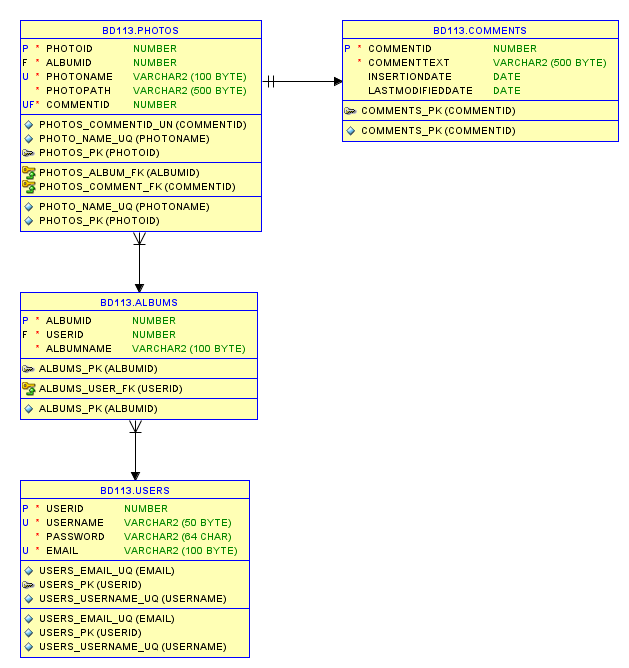 BD113.PHOTOS
P * PHOTOID NUMBER
F * ALBUMID NUMBER
U * PHOTONAME VARCHAR2 (100 BYTE)
* PHOTOPATH VARCHAR2 (500 BYTE)
UF* COMMENTID NUMBER
PHOTOS_COMMENTID_UN (COMMENTID)
PHOTO_NAME_UQ (PHOTONAME)
PHOTOS_PK (PHOTOID)
PHOTOS_ALBUM_FK (ALBUMID)
PHOTOS_COMMENT_FK (COMMENTID)
PHOTO_NAME_UQ (PHOTONAME)
PHOTOS_PK (PHOTOID)
BD113.COMMENTS
P * COMMENTID NUMBER
* COMMENTTEXT VARCHAR2 (500 BYTE)
INSERTIONDATE DATE
LASTMODIFIEDDATE DATE
COMMENTS_PK (COMMENTID)
COMMENTS_PK (COMMENTID)
BD113.ALBUMS
P * ALBUMID NUMBER
F * USERID NUMBER
* ALBUMNAME VARCHAR2 (100 BYTE)
ALBUMS_PK (ALBUMID)
ALBUMS_USER_FK (USERID)
ALBUMS_PK (ALBUMID)
BD113.USERS
P * USERID NUMBER
U * USERNAME VARCHAR2 (50 BYTE)
* PASSWORD VARCHAR2 (64 CHAR)
U * EMAIL VARCHAR2 (100 BYTE)
USERS_EMAIL_UQ (EMAIL)
USERS_PK (USERID)
USERS_USERNAME_UQ (USERNAME)
USERS_EMAIL_UQ (EMAIL)
USERS_PK (USERID)
USERS_USERNAME_UQ (USERNAME)